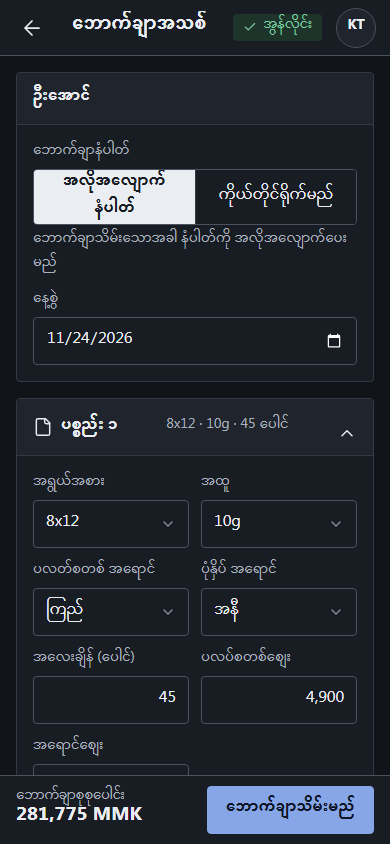 ဘောက်ချာအသစ်
အွန်လိုင်း
KT
ဦးအောင်
ဘောက်ချာနံပါတ်
အလိုအလျောက်
နံပါတ်
ကိုယ်တိုင်ရိုက်မည်
ဘောက်ချာသိမ်းသောအခါ နံပါတ်ကို အလိုအလျောက်ပေး
မည်
နေ့စွဲ
11/24/2026
ပစ္စည်း ၁
8x12 · 10g · 45 ပေါင်
အရွယ်အစား
အထူ
8x12
10g
ပလတ်စတစ် အရောင်
ပုံနှိပ် အရောင်
ကြည်
အနီ
အလေးချိန် (ပေါင်)
ပလပ်စတစ်ဈေး
45
4,900
အရောင်ဈေး
ဘောက်ချာစုစုပေါင်း
281,775 MMK
ဘောက်ချာသိမ်းမည်